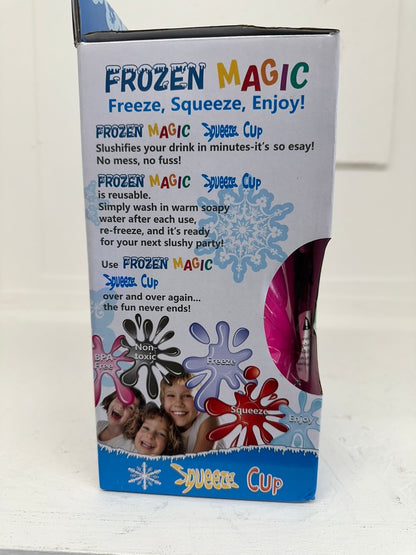 FROZEN MAGIC
Freeze, Squeeze, Enjoy!
FROZEN MAGIC Squeeze CUP
Slushifies your drink in minutes-it's so esay!
No mess, no fuss!
FROZEN MAGIC Squeeze CUP
is reusable.
Simply wash in warm soapy
water after each use,
re-freeze, and it's ready
for your next slushy party!
Use FROZEN MAGIC
Squeeze CUP
over and over again...
the fun never ends!
BPA
Free
Non-
toxic
Freeze
Squeeze
Enjoy
Squeeze CUP